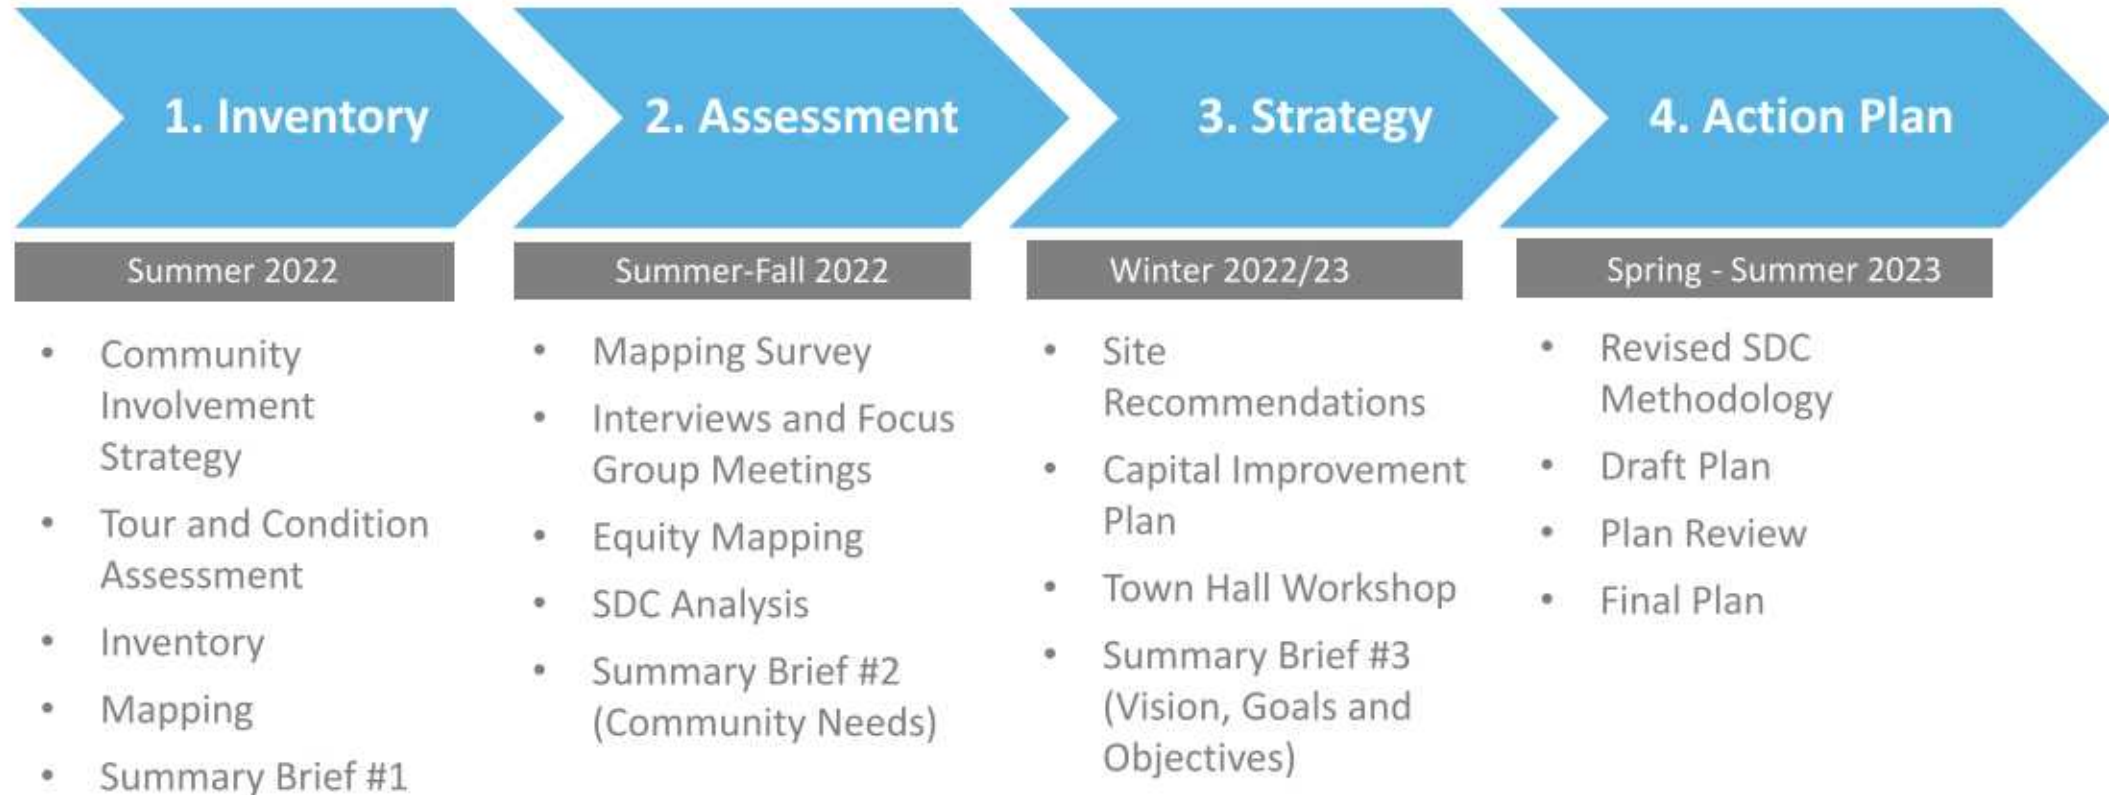 1. Inventory
2. Assessment
3. Strategy
4. Action Plan
Summer 2022
Summer-Fall 2022
Winter 2022/23
Spring - Summer 2023
• Community
Involvement
Strategy
• Tour and Condition
Assessment
• Inventory
• Mapping
• Summary Brief #1
• Mapping Survey
• Interviews and Focus
Group Meetings
• Equity Mapping
• SDC Analysis
• Summary Brief #2
(Community Needs)
• Site
Recommendations
• Capital Improvement
Plan
• Town Hall Workshop
• Summary Brief #3
(Vision, Goals and
Objectives)
• Revised SDC
Methodology
• Draft Plan
• Plan Review
• Final Plan